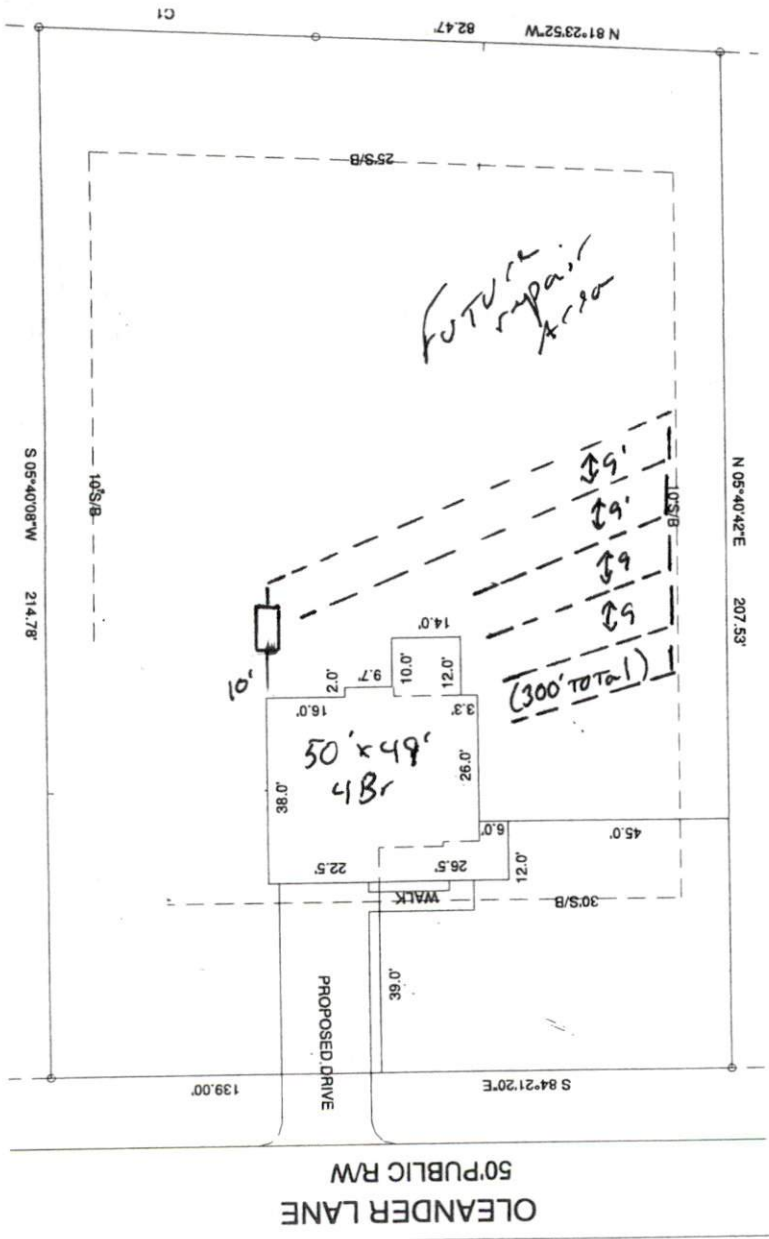 C1
82.47'
N 81°23'52"W
25'S/B
FUTURE
repair
Area
S 05°40'08"W
214.78'
10'S/B
N 05°40'42"E
207.53'
10'S/B
9'
9'
9
9
(300' TOTal)
10'
14.0'
2.0'
9.7'
10.0'
12.0'
16.0'
3.3'
50' x 49'
4Br
38.0'
26.0'
6.0'
45.0'
22.5'
26.5'
12.0'
WALK
30'S/B
39.0'
PROPOSED DRIVE
139.00'
S 84°21'20"E
50'PUBLIC R/W
OLEANDER LANE